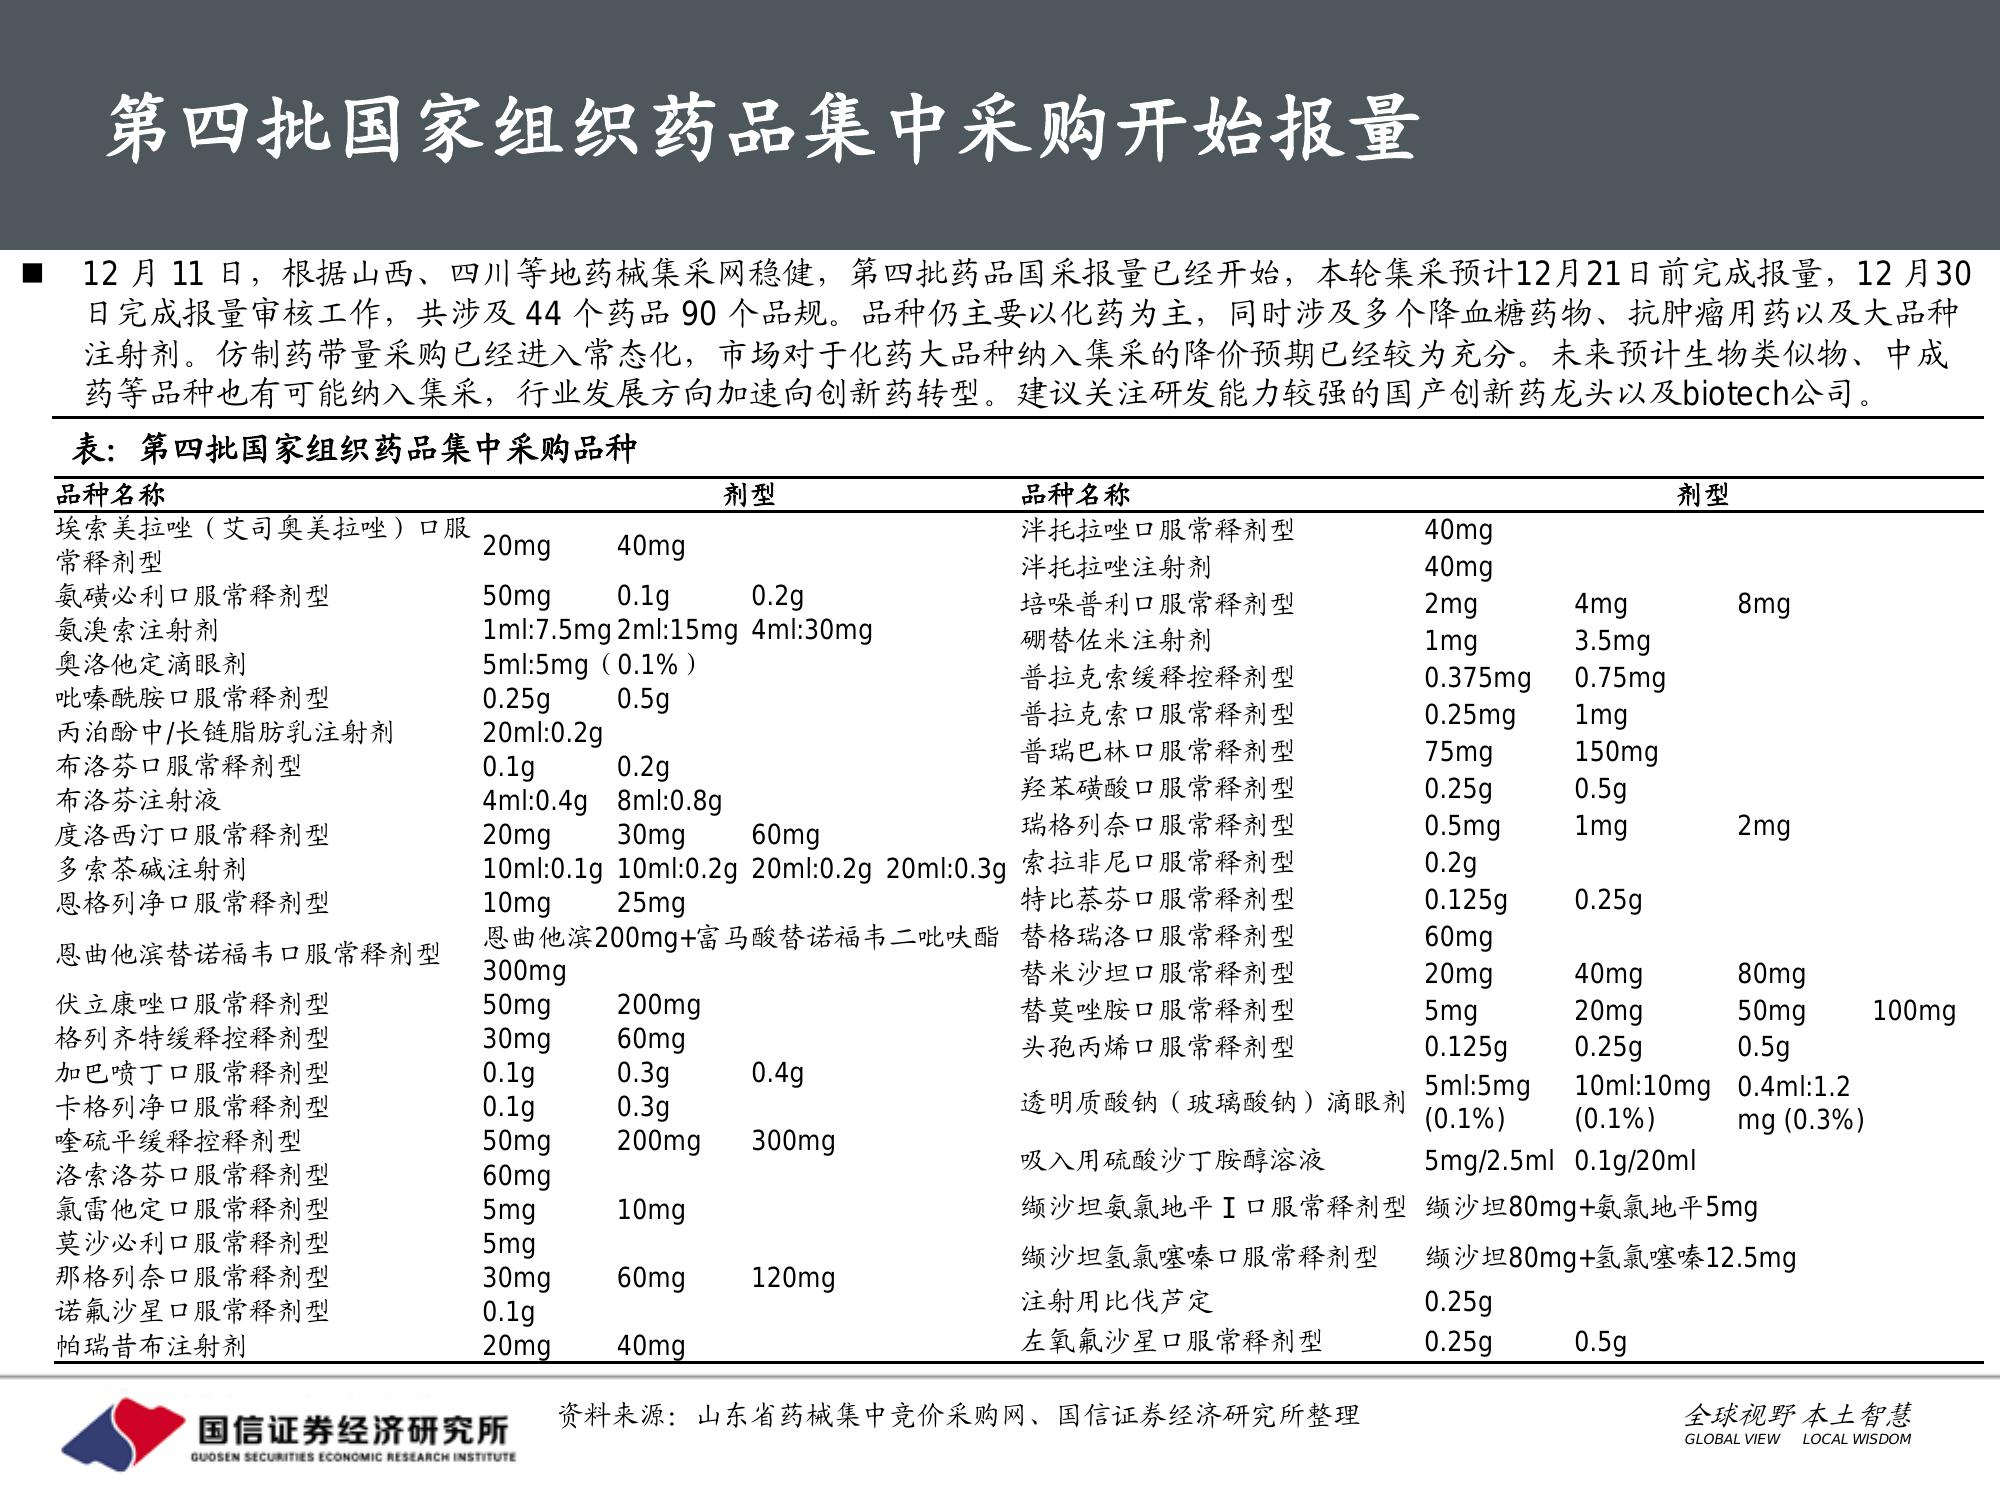 第四批国家组织药品集中采购开始报量
■ 12 月 11 日，根据山西、四川等地药械集采网稳健，第四批药品国采报量已经开始，本轮集采预计12月21日前完成报量，12 月30
日完成报量审核工作，共涉及 44 个药品 90 个品规。品种仍主要以化药为主，同时涉及多个降血糖药物、抗肿瘤用药以及大品种
注射剂。仿制药带量采购已经进入常态化，市场对于化药大品种纳入集采的降价预期已经较为充分。未来预计生物类似物、中成
药等品种也有可能纳入集采，行业发展方向加速向创新药转型。建议关注研发能力较强的国产创新药龙头以及biotech公司。
表：第四批国家组织药品集中采购品种
品种名称 剂型
埃索美拉唑（艾司奥美拉唑）口服
常释剂型 20mg 40mg
氨磺必利口服常释剂型 50mg 0.1g 0.2g
氨溴索注射剂 1ml:7.5mg 2ml:15mg 4ml:30mg
奥洛他定滴眼剂 5ml:5mg（0.1%）
吡嗪酰胺口服常释剂型 0.25g 0.5g
丙泊酚中/长链脂肪乳注射剂 20ml:0.2g
布洛芬口服常释剂型 0.1g 0.2g
布洛芬注射液 4ml:0.4g 8ml:0.8g
度洛西汀口服常释剂型 20mg 30mg 60mg
多索茶碱注射剂 10ml:0.1g 10ml:0.2g 20ml:0.2g 20ml:0.3g
恩格列净口服常释剂型 10mg 25mg
恩曲他滨替诺福韦口服常释剂型 恩曲他滨200mg+富马酸替诺福韦二吡呋酯
300mg
伏立康唑口服常释剂型 50mg 200mg
格列齐特缓释控释剂型 30mg 60mg
加巴喷丁口服常释剂型 0.1g 0.3g 0.4g
卡格列净口服常释剂型 0.1g 0.3g
喹硫平缓释控释剂型 50mg 200mg 300mg
洛索洛芬口服常释剂型 60mg
氯雷他定口服常释剂型 5mg 10mg
莫沙必利口服常释剂型 5mg
那格列奈口服常释剂型 30mg 60mg 120mg
诺氟沙星口服常释剂型 0.1g
帕瑞昔布注射剂 20mg 40mg
品种名称 剂型
泮托拉唑口服常释剂型 40mg
泮托拉唑注射剂 40mg
培哚普利口服常释剂型 2mg 4mg 8mg
硼替佐米注射剂 1mg 3.5mg
普拉克索缓释控释剂型 0.375mg 0.75mg
普拉克索口服常释剂型 0.25mg 1mg
普瑞巴林口服常释剂型 75mg 150mg
羟苯磺酸口服常释剂型 0.25g 0.5g
瑞格列奈口服常释剂型 0.5mg 1mg 2mg
索拉非尼口服常释剂型 0.2g
特比萘芬口服常释剂型 0.125g 0.25g
替格瑞洛口服常释剂型 60mg
替米沙坦口服常释剂型 20mg 40mg 80mg
替莫唑胺口服常释剂型 5mg 20mg 50mg 100mg
头孢丙烯口服常释剂型 0.125g 0.25g 0.5g
透明质酸钠（玻璃酸钠）滴眼剂 5ml:5mg 10ml:10mg 0.4ml:1.2
(0.1%) (0.1%) mg (0.3%)
吸入用硫酸沙丁胺醇溶液 5mg/2.5ml 0.1g/20ml
缬沙坦氨氯地平 I 口服常释剂型 缬沙坦80mg+氨氯地平5mg
缬沙坦氢氯噻嗪口服常释剂型 缬沙坦80mg+氢氯噻嗪12.5mg
注射用比伐芦定 0.25g
左氧氟沙星口服常释剂型 0.25g 0.5g
国信证券经济研究所
GUOSEN SECURITIES ECONOMIC RESEARCH INSTITUTE
资料来源：山东省药械集中竞价采购网、国信证券经济研究所整理
全球视野 本土智慧
GLOBAL VIEW LOCAL WISDOM